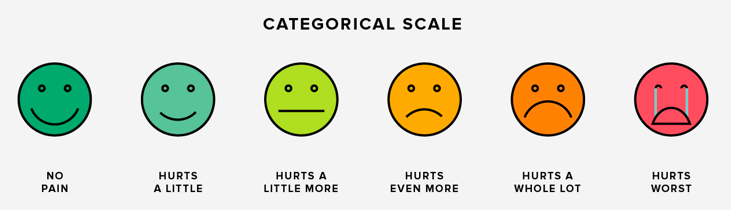 CATEGORICAL SCALE
NO
PAIN
HURTS
A LITTLE
HURTS A
LITTLE MORE
HURTS
EVEN MORE
HURTS A
WHOLE LOT
HURTS
WORST